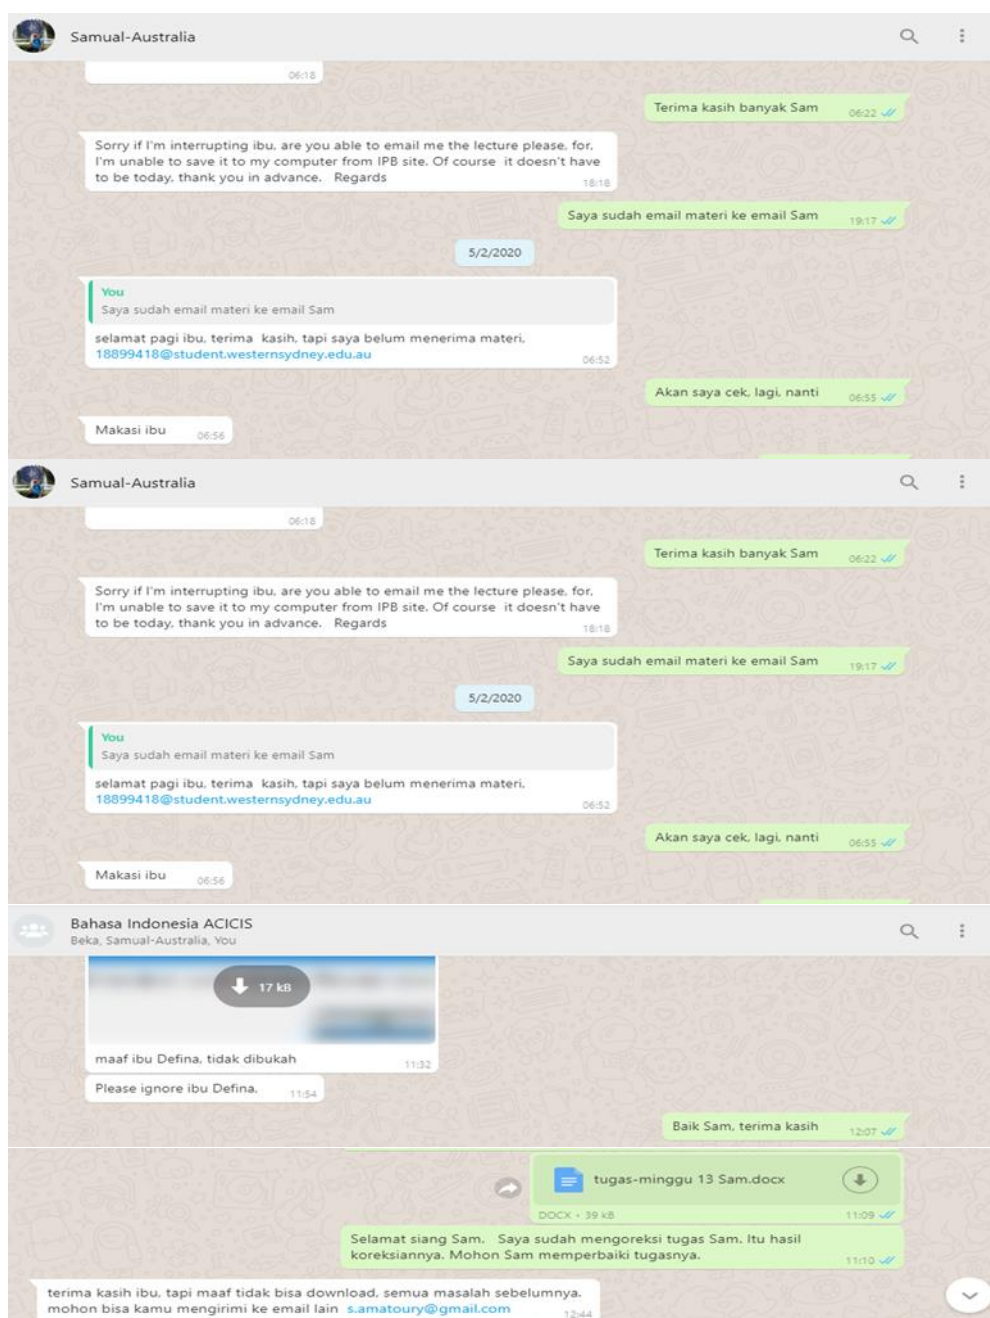 Samual-Australia
06:18
Terima kasih banyak Sam 06:22
Sorry if I'm interrupting ibu, are you able to email me the lecture please, for,
I'm unable to save it to my computer from IPB site. Of course it doesn't have
to be today, thank you in advance. Regards 18:18
Saya sudah email materi ke email Sam 19:17
5/2/2020
You
Saya sudah email materi ke email Sam
selamat pagi ibu, terima kasih, tapi saya belum menerima materi,
18899418@student.westernsydney.edu.au 06:52
Akan saya cek, lagi, nanti 06:55
Makasi ibu 06:56
Samual-Australia
06:18
Terima kasih banyak Sam 06:22
Sorry if I'm interrupting ibu, are you able to email me the lecture please, for,
I'm unable to save it to my computer from IPB site. Of course it doesn't have
to be today, thank you in advance. Regards 18:18
Saya sudah email materi ke email Sam 19:17
5/2/2020
You
Saya sudah email materi ke email Sam
selamat pagi ibu, terima kasih, tapi saya belum menerima materi,
18899418@student.westernsydney.edu.au 06:52
Akan saya cek, lagi, nanti 06:55
Makasi ibu 06:56
Bahasa Indonesia ACICIS
Beka, Samual-Australia, You
17 kB
maaf ibu Defina, tidak dibukah 11:32
Please ignore ibu Defina. 11:54
Baik Sam, terima kasih 12:07
tugas-minggu 13 Sam.docx
DOCX • 39 kB 11:09
Selamat siang Sam. Saya sudah mengoreksi tugas Sam. Itu hasil
koreksiannya. Mohon Sam memperbaiki tugasnya. 11:10
terima kasih ibu, tapi maaf tidak bisa download, semua masalah sebelumnya.
mohon bisa kamu mengirimi ke email lain s.amatoury@gmail.com 12:44